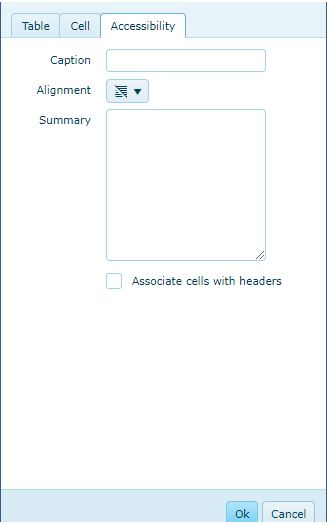 Table Cell Accessibility
Caption
Alignment
Summary
Associate cells with headers
Ok Cancel